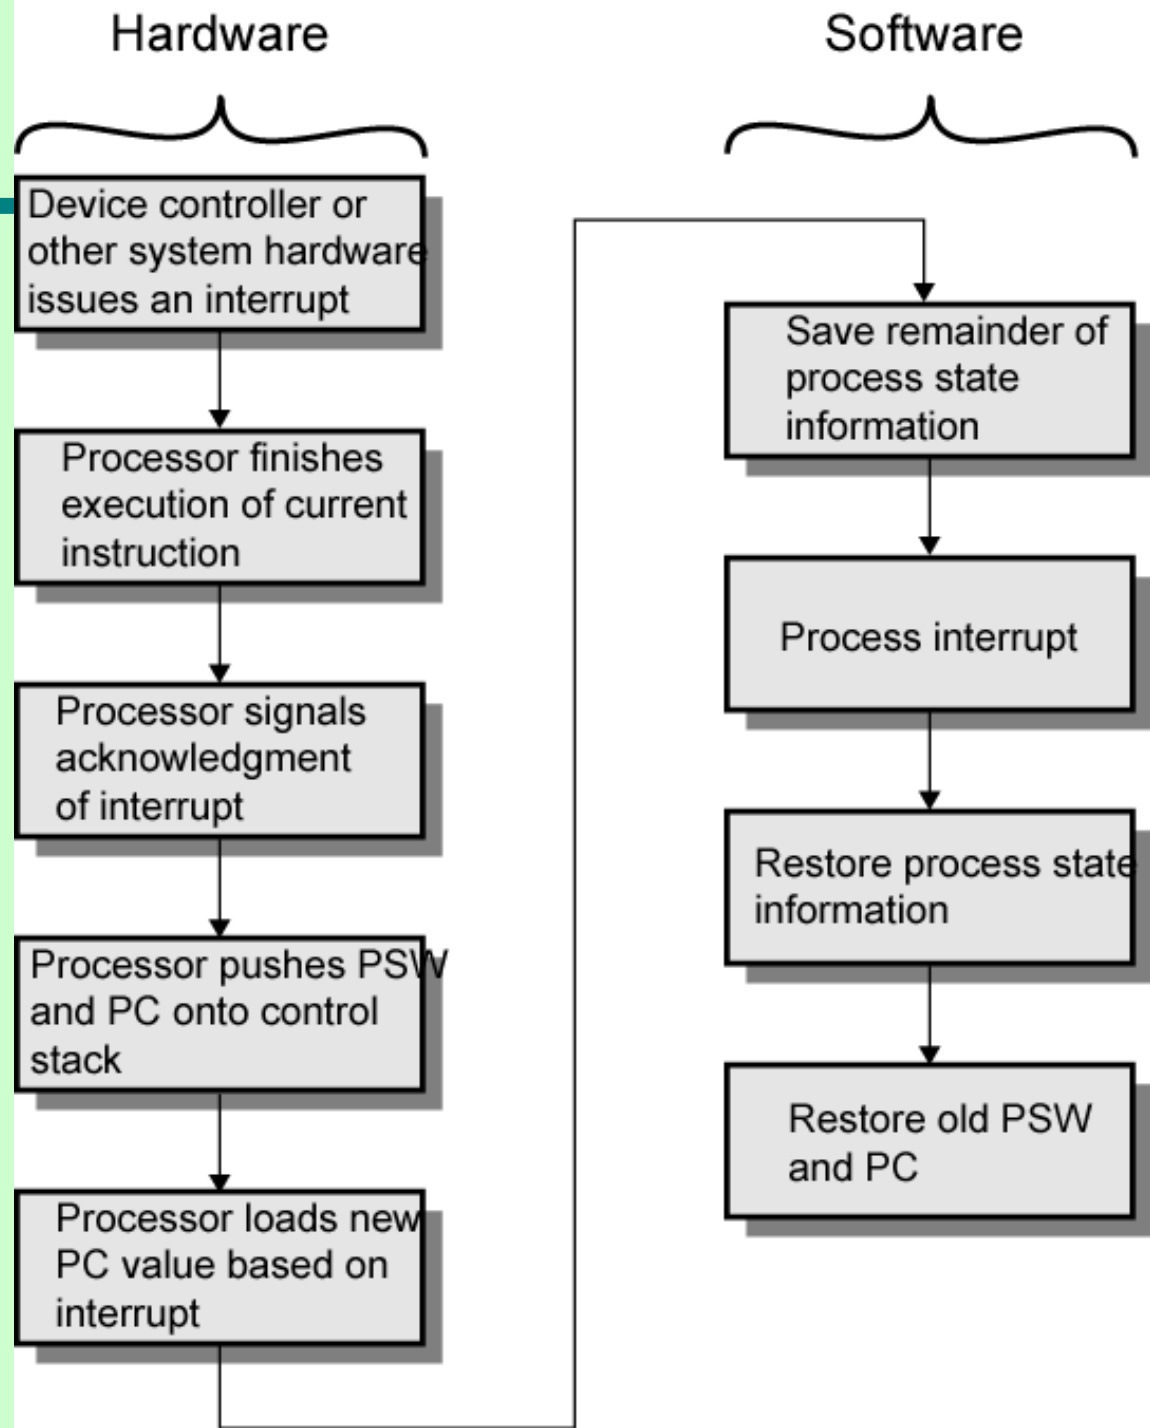 Hardware
Device controller or
other system hardware
issues an interrupt
Processor finishes
execution of current
instruction
Processor signals
acknowledgment
of interrupt
Processor pushes PSW
and PC onto control
stack
Processor loads new
PC value based on
interrupt
Software
Save remainder of
process state
information
Process interrupt
Restore process state
information
Restore old PSW
and PC